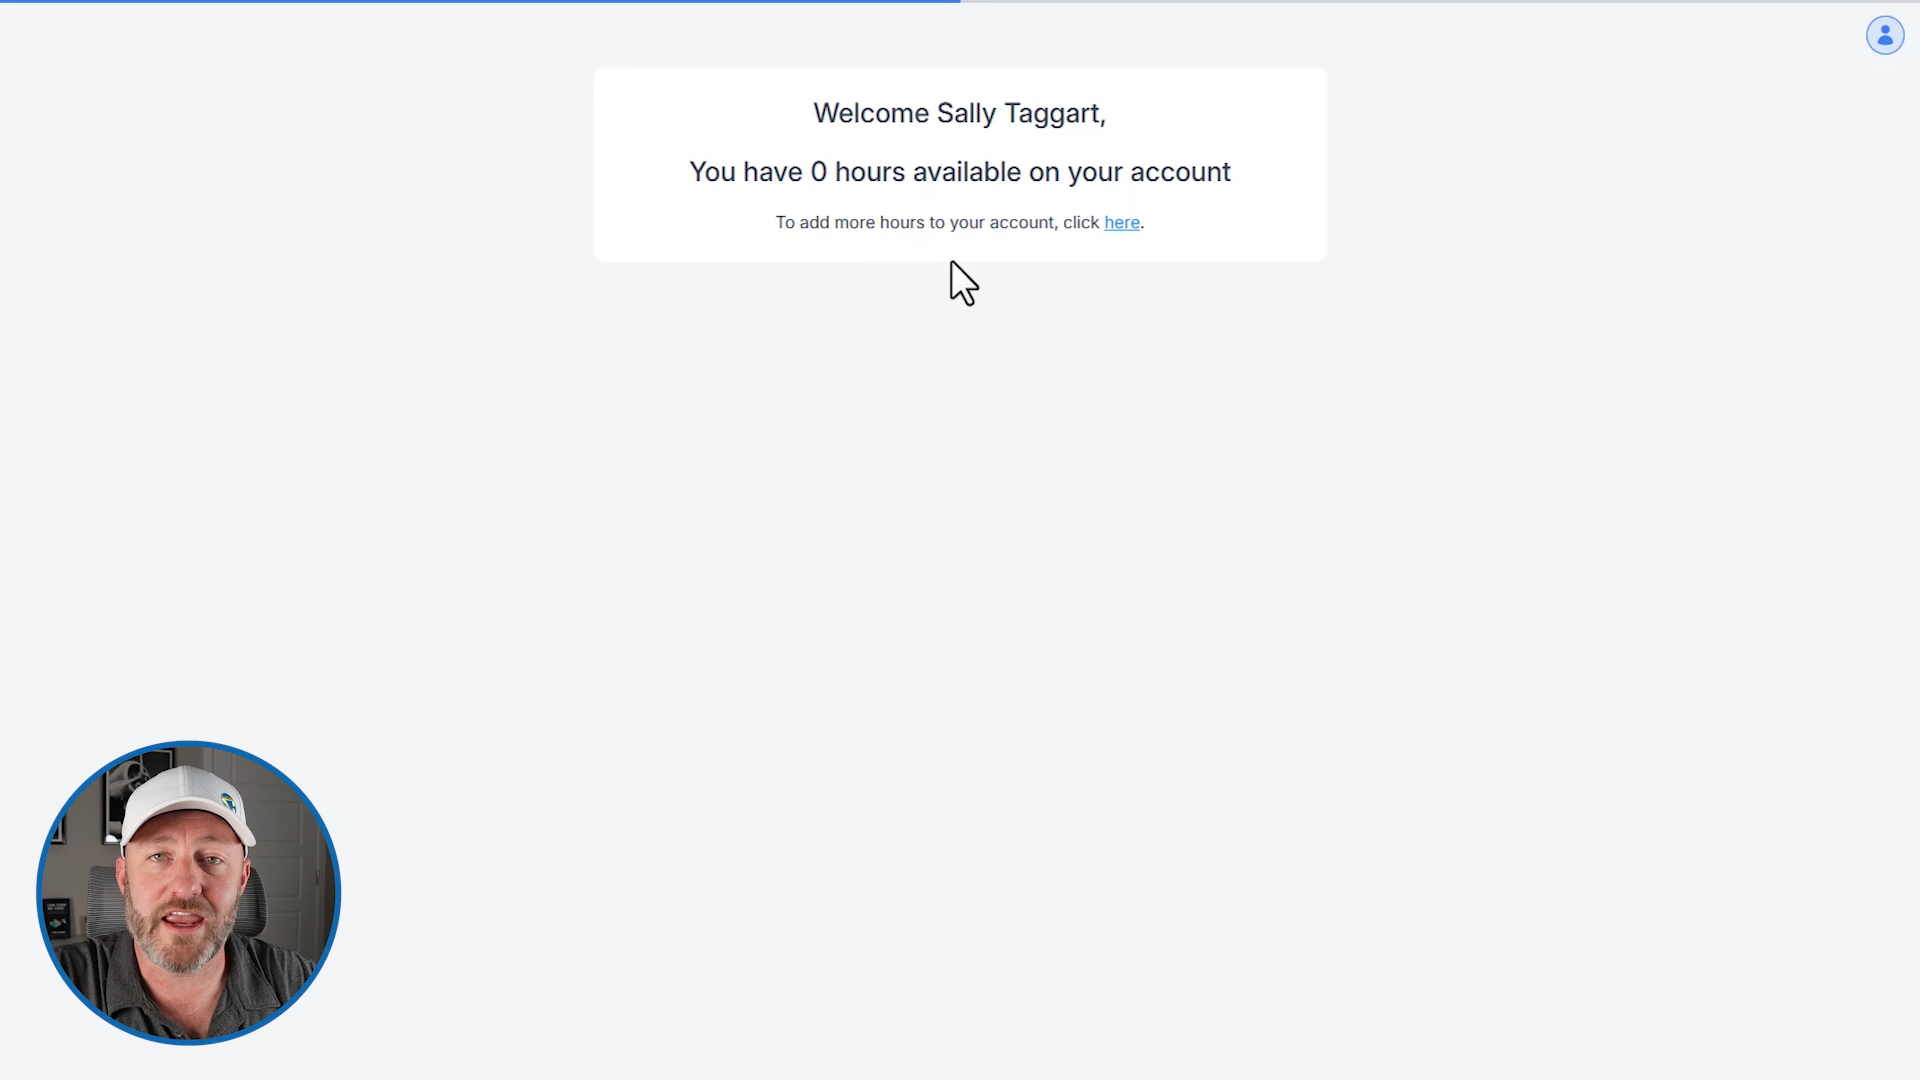 Welcome Sally Taggart,
You have 0 hours available on your account
To add more hours to your account, click here.